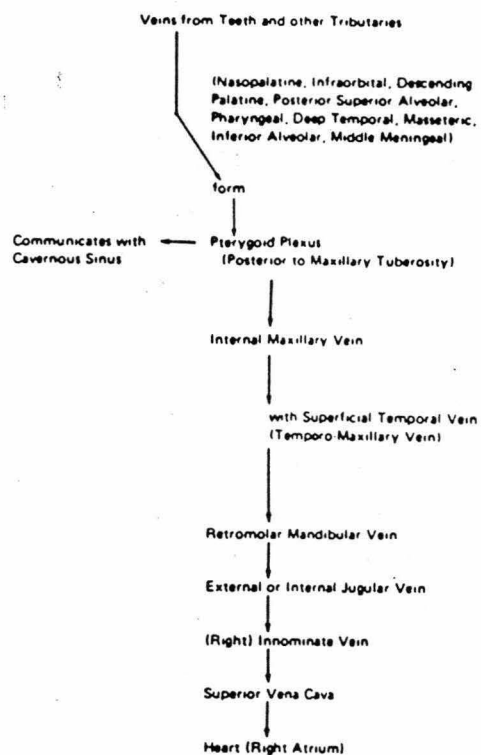 Veins from Teeth and other Tributaries
(Nasopalatine, Infraorbital, Descending
Palatine, Posterior Superior Alveolar,
Pharyngeal, Deep Temporal, Masseteric,
Inferior Alveolar, Middle Meningeal)
form
Communicates with
Cavernous Sinus
Pterygoid Plexus
(Posterior to Maxillary Tuberosity)
Internal Maxillary Vein
with Superficial Temporal Vein
(Temporo-Maxillary Vein)
Retromolar Mandibular Vein
External or Internal Jugular Vein
(Right) Innominate Vein
Superior Vena Cava
Heart (Right Atrium)